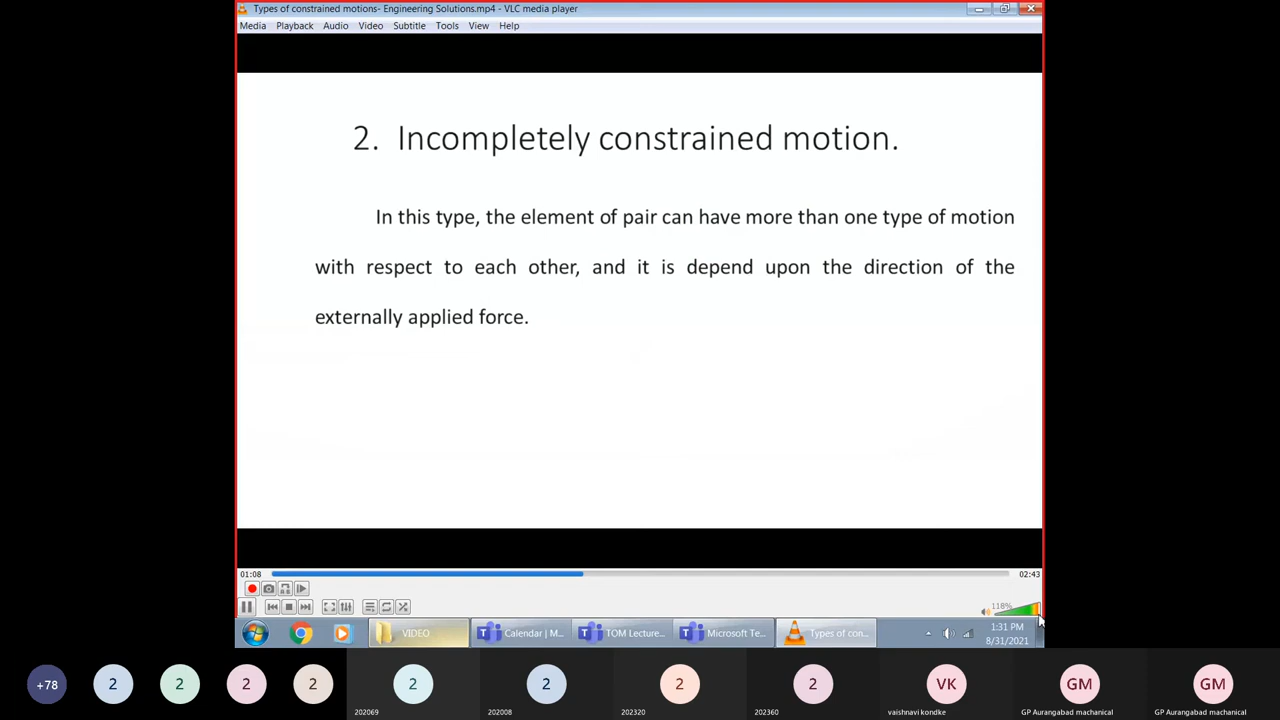 Types of constrained motions- Engineering Solutions.mp4 - VLC media player
Media Playback Audio Video Subtitle Tools View Help
2. Incompletely constrained motion.
In this type, the element of pair can have more than one type of motion
with respect to each other, and it is depend upon the direction of the
externally applied force.
01:08 02:43
118%
VIDEO Calendar | M... TOM Lecture... Microsoft Te... Types of con...
1:31 PM
8/31/2021
+78 2 2 2 2 2 2 2 2 VK GM GM
202069 202008 202320 202360 vaishnavi kondke GP Aurangabad machanical GP Aurangabad machanical